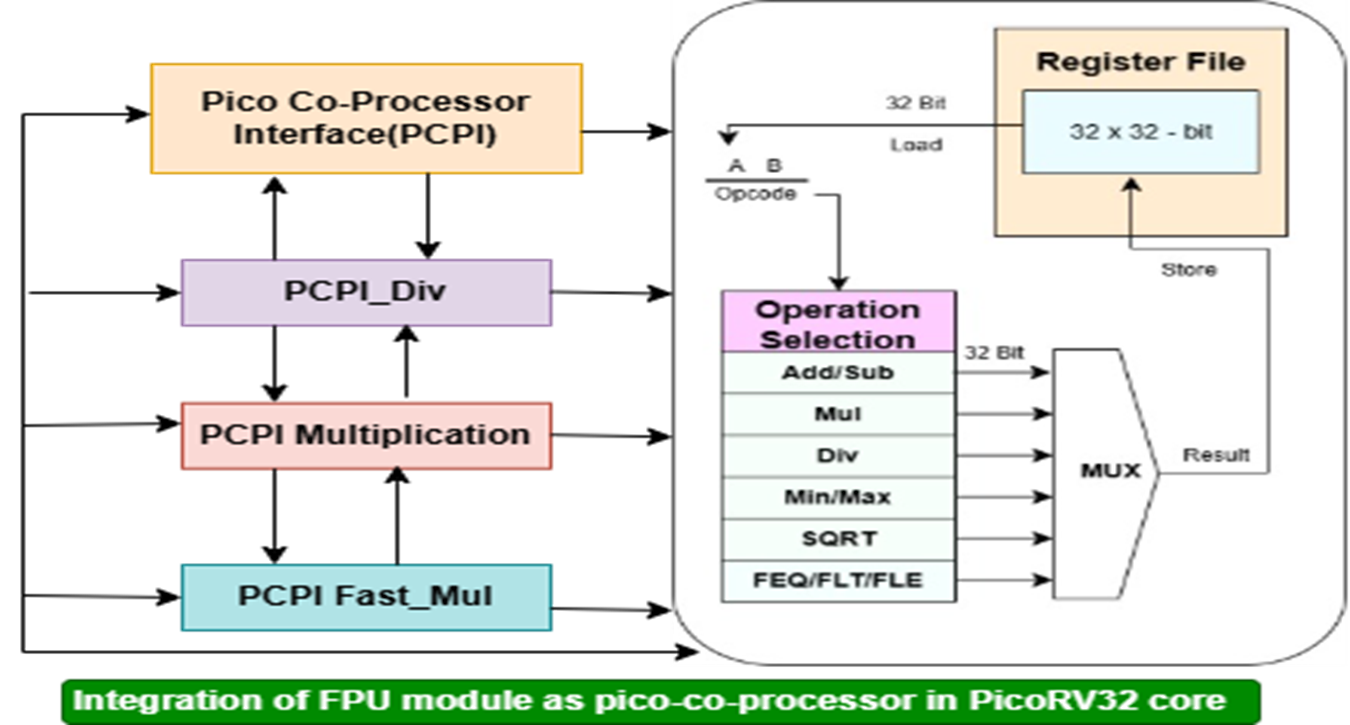 Pico Co-Processor
Interface(PCPI)
PCPI_Div
PCPI Multiplication
PCPI Fast_Mul
Register File
32 x 32 - bit
32 Bit
Load
A B
Opcode
Store
Operation
Selection
32 Bit
Add/Sub
Mul
Div
Min/Max
SQRT
FEQ/FLT/FLE
MUX
Result
Integration of FPU module as pico-co-processor in PicoRV32 core